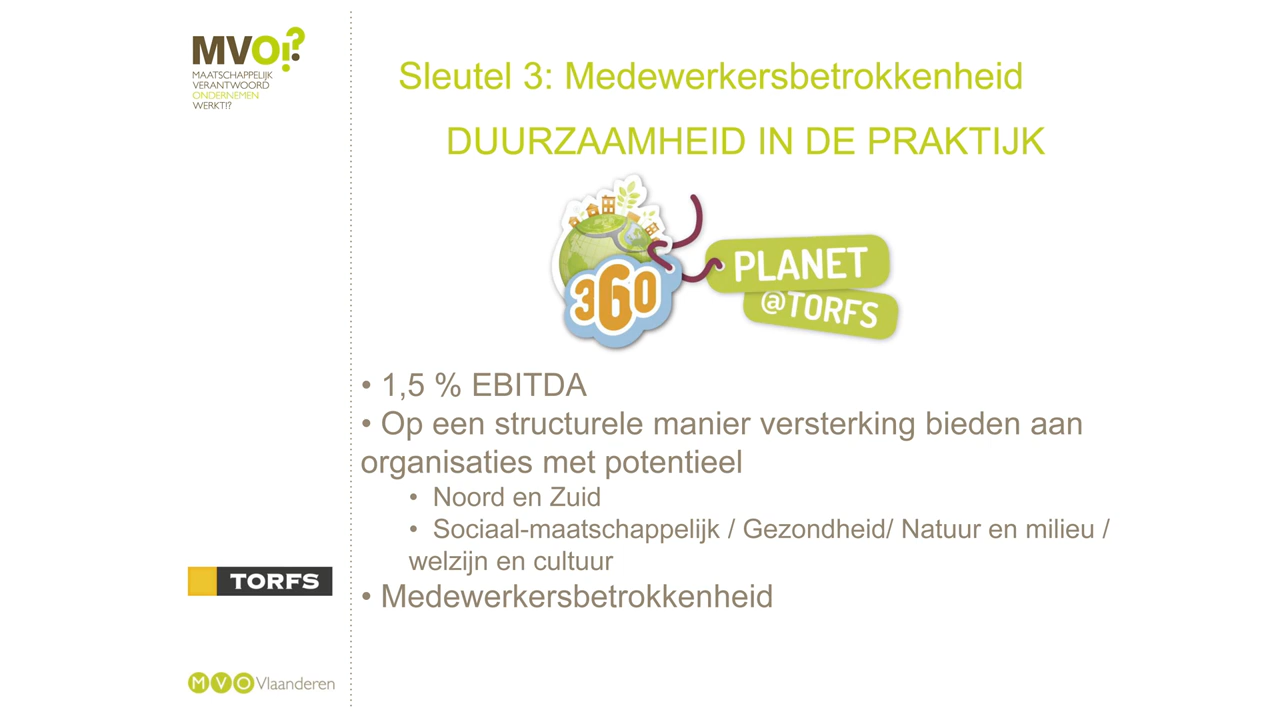 MVO!?
MAATSCHAPPELIJK
VERANTWOORD
ONDERNEMEN
WERKT!?
Sleutel 3: Medewerkersbetrokkenheid
DUURZAAMHEID IN DE PRAKTIJK
360
PLANET
@TORFS
• 1,5 % EBITDA
• Op een structurele manier versterking bieden aan
organisaties met potentieel
• Noord en Zuid
• Sociaal-maatschappelijk / Gezondheid/ Natuur en milieu /
welzijn en cultuur
• Medewerkersbetrokkenheid
TORFS
MVO Vlaanderen